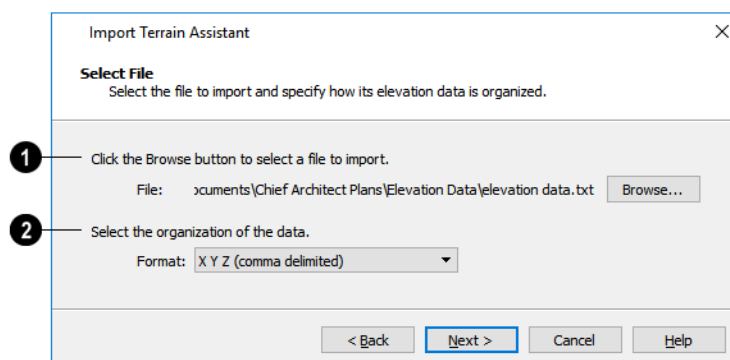 Import Terrain Assistant
Select File
Select the file to import and specify how its elevation data is organized.
1 Click the Browse button to select a file to import.
File: ocuments\Chief Architect Plans\Elevation Data\elevation data.txt Browse...
2 Select the organization of the data.
Format: X Y Z (comma delimited)
< Back Next > Cancel Help